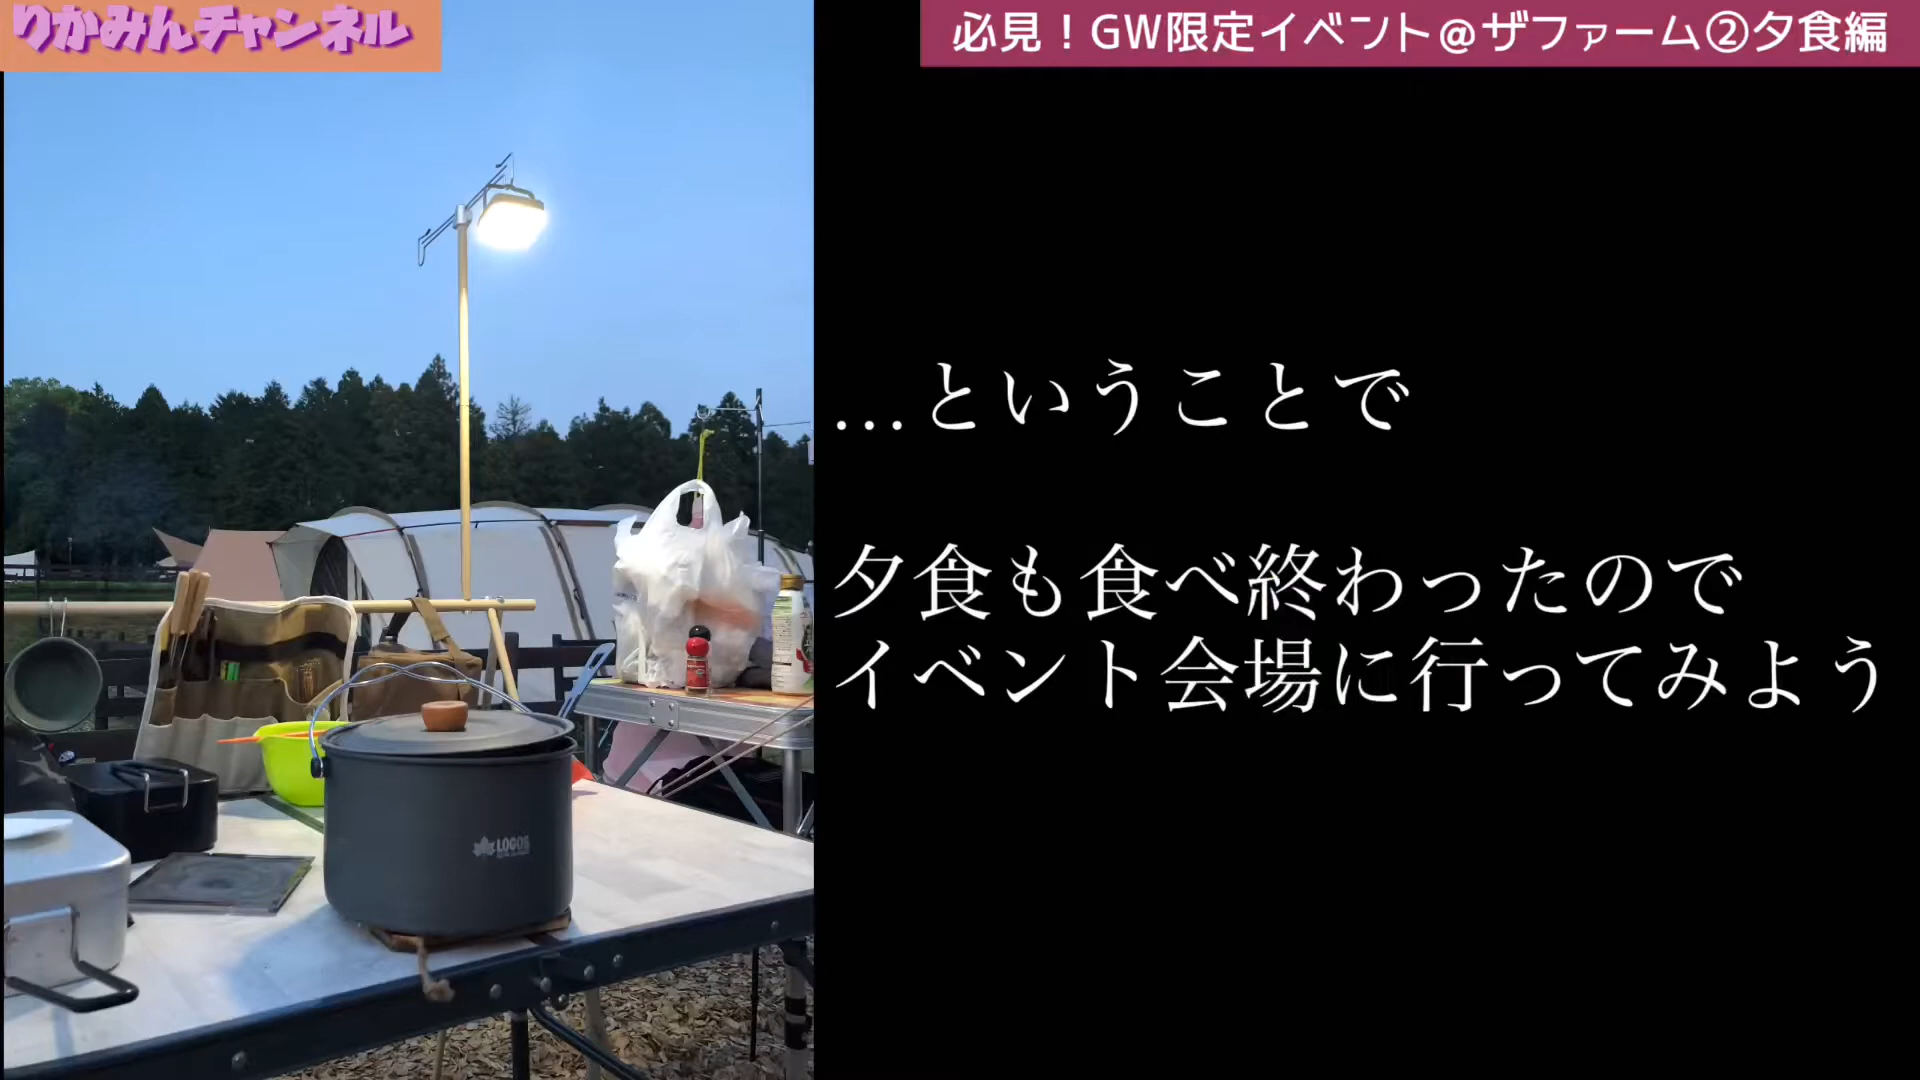 りかみんチャンネル
必見！GW限定イベント@ザファーム②夕食編
…ということで
夕食も食べ終わったので
イベント会場に行ってみよう
LOGOS